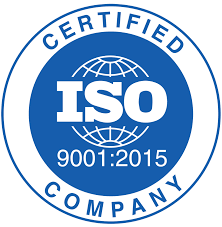 CERTIFIED
ISO
9001:2015
COMPANY